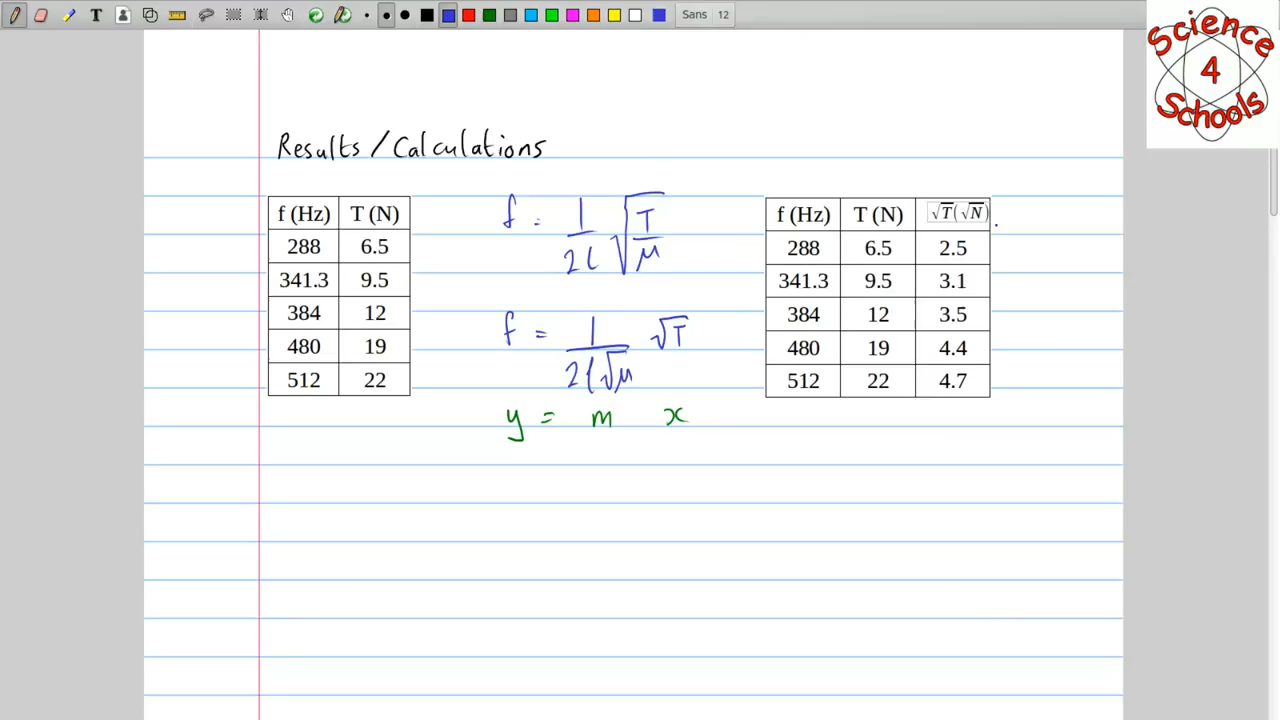 Sans 12
Science
4
Schools
Results / Calculations
f (Hz) T (N)
288 6.5
341.3 9.5
384 12
480 19
512 22
f = 1/2l √(T/μ)
f = 1/(2l√μ) √T
y = m x
f (Hz) T (N) √T(√N)
288 6.5 2.5
341.3 9.5 3.1
384 12 3.5
480 19 4.4
512 22 4.7